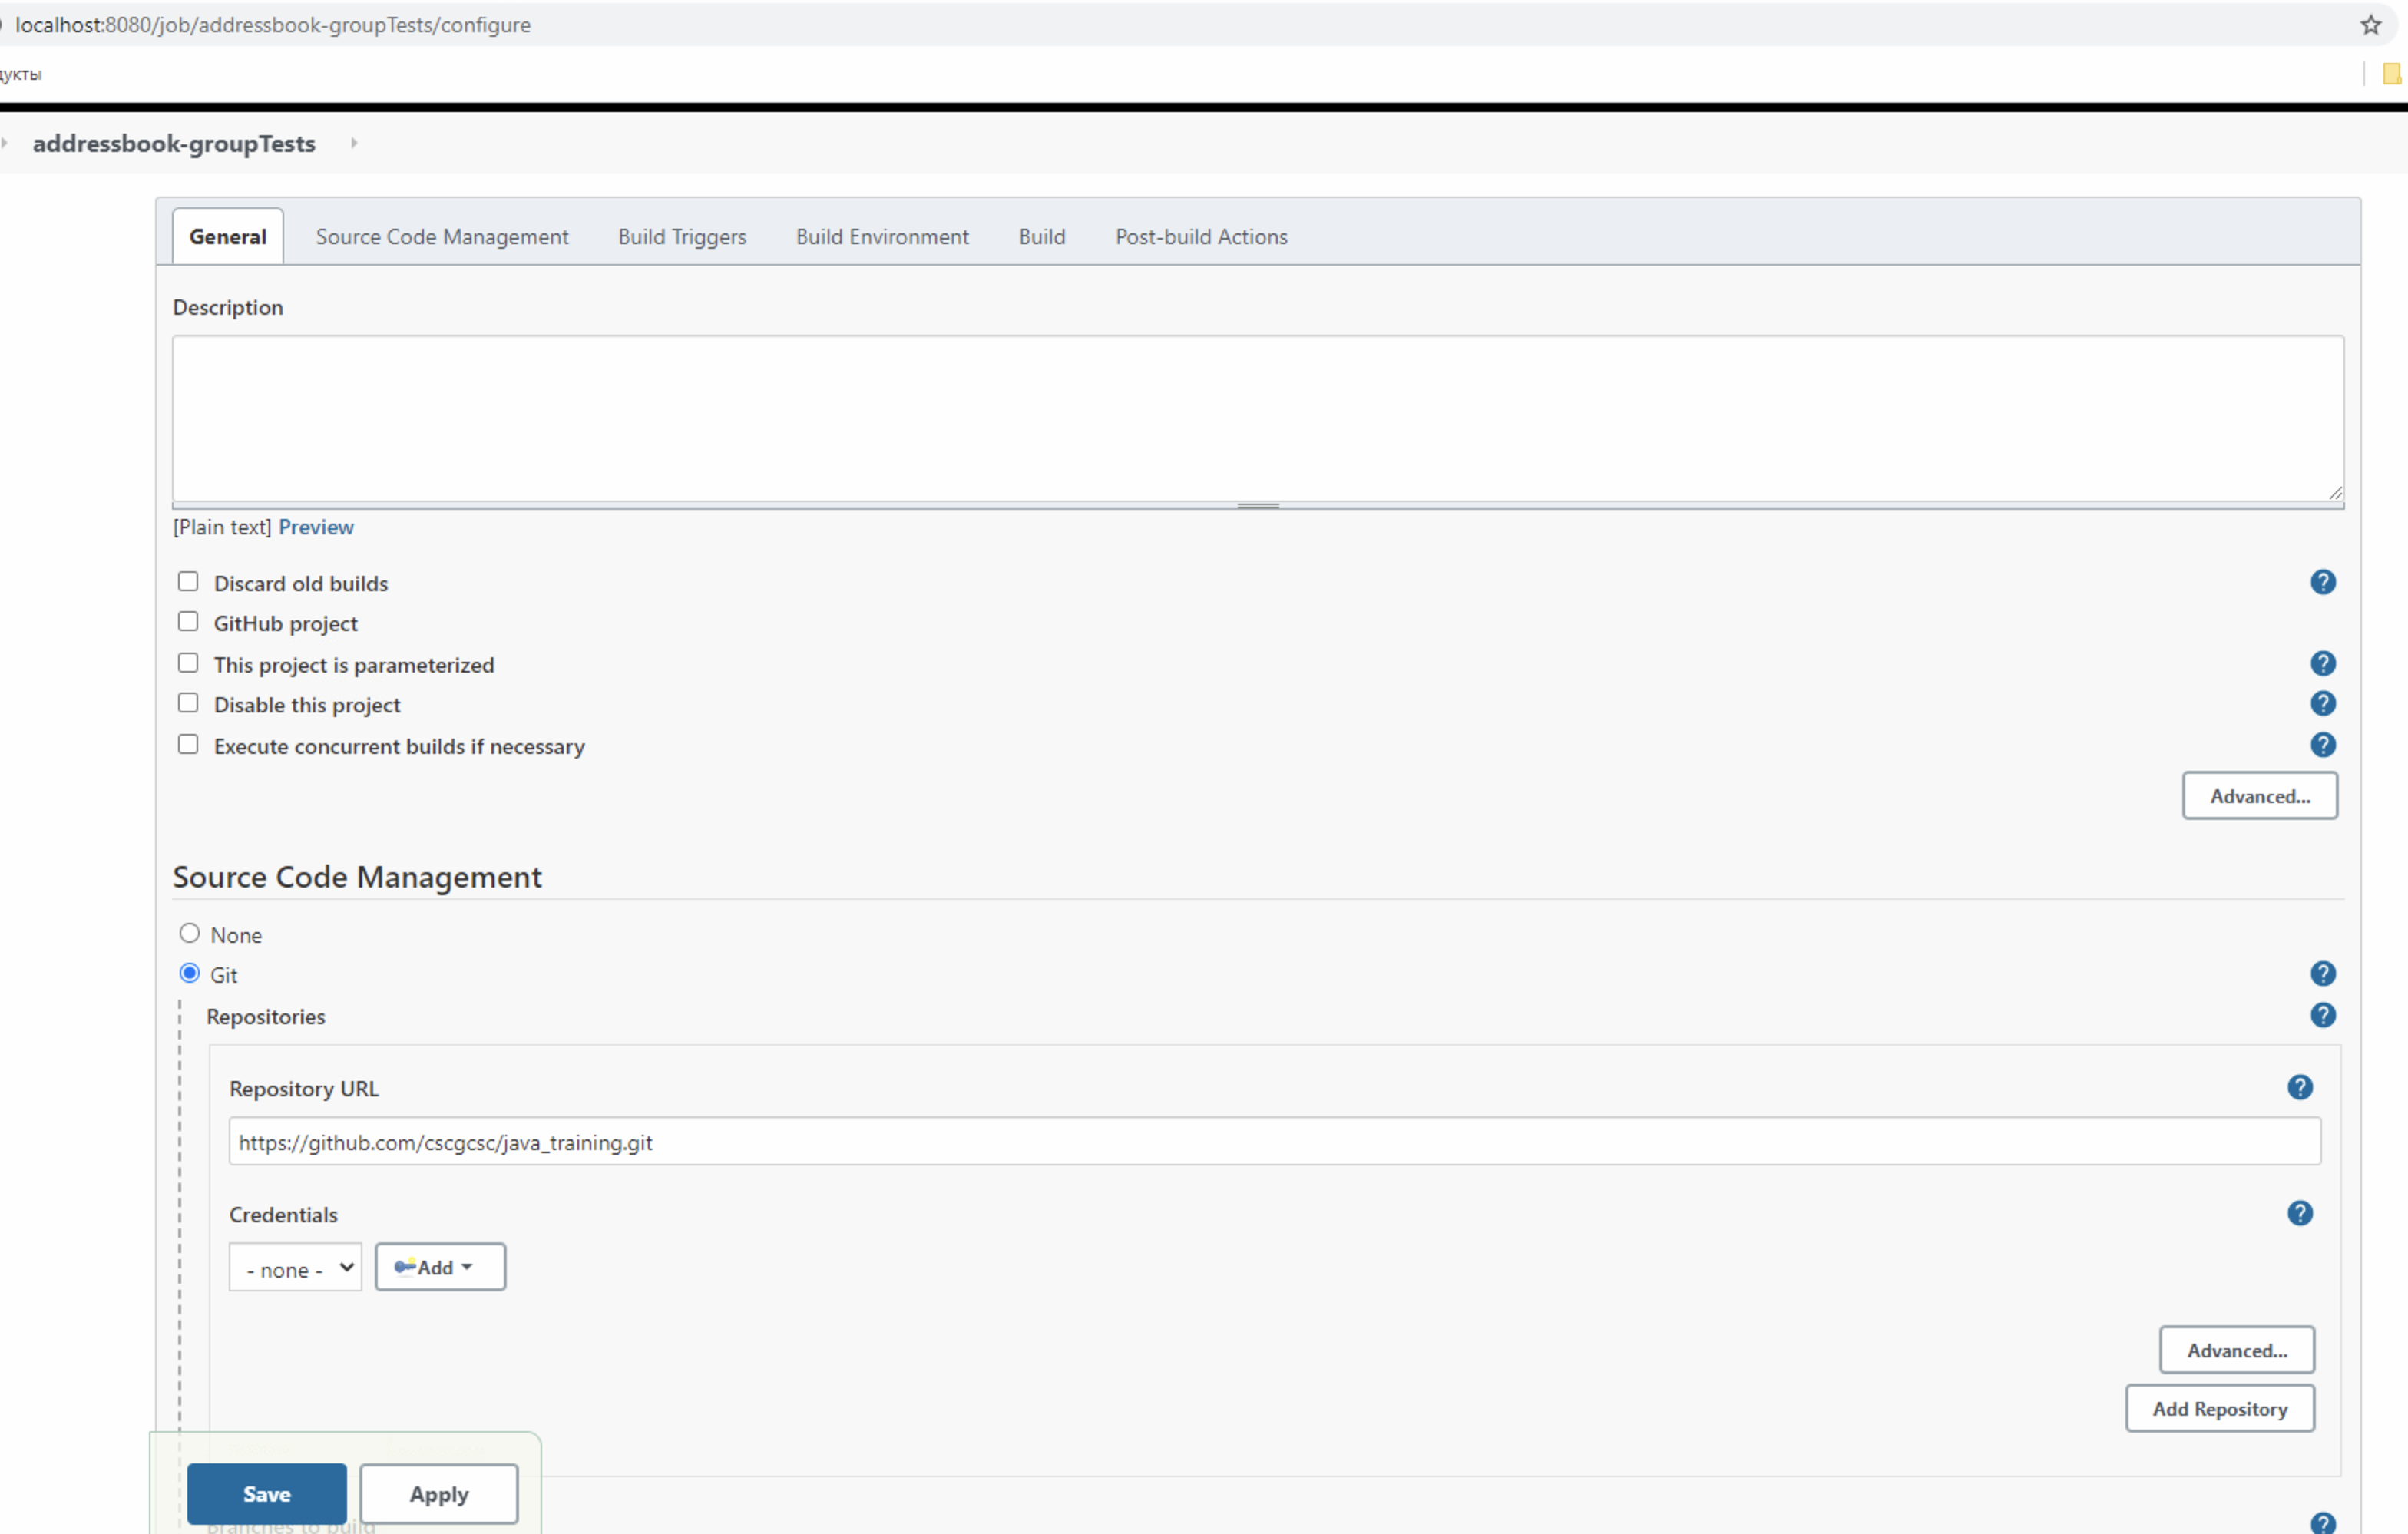 localhost:8080/job/addressbook-groupTests/configure
дукты
addressbook-groupTests
General Source Code Management Build Triggers Build Environment Build Post-build Actions
Description
[Plain text] Preview
Discard old builds
GitHub project
This project is parameterized
Disable this project
Execute concurrent builds if necessary
Advanced...
Source Code Management
None
Git
Repositories
Repository URL
https://github.com/cscgcsc/java_training.git
Credentials
- none - Add
Advanced...
Add Repository
Save Apply
Branches to build